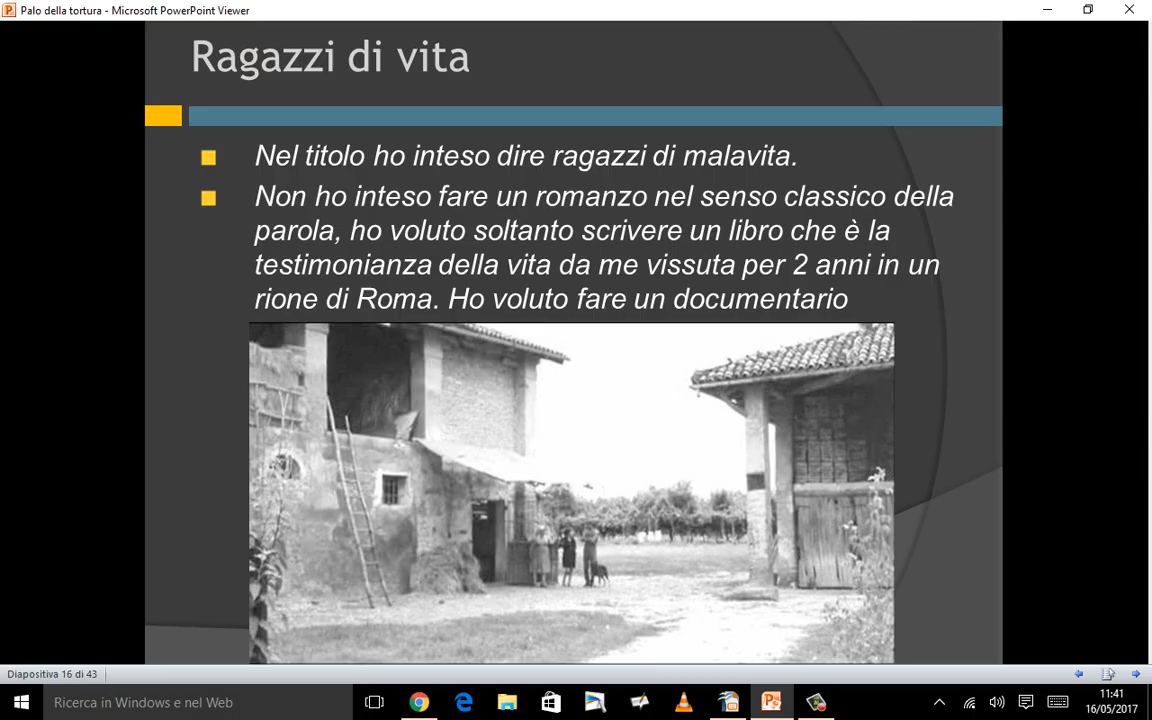 Palo della tortura - Microsoft PowerPoint Viewer
Ragazzi di vita
Nel titolo ho inteso dire ragazzi di malavita.
Non ho inteso fare un romanzo nel senso classico della
parola, ho voluto soltanto scrivere un libro che è la
testimonianza della vita da me vissuta per 2 anni in un
rione di Roma. Ho voluto fare un documentario
Diapositiva 16 di 43
Ricerca in Windows e nel Web
11:41
16/05/2017